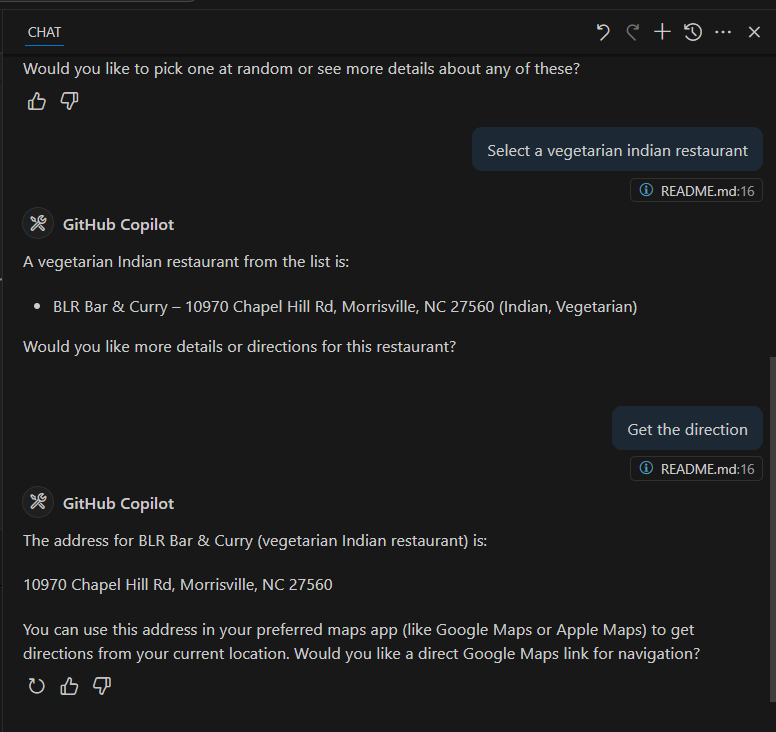 CHAT
Would you like to pick one at random or see more details about any of these?
Select a vegetarian indian restaurant
README.md:16
GitHub Copilot
A vegetarian Indian restaurant from the list is:
• BLR Bar & Curry – 10970 Chapel Hill Rd, Morrisville, NC 27560 (Indian, Vegetarian)
Would you like more details or directions for this restaurant?
Get the direction
README.md:16
GitHub Copilot
The address for BLR Bar & Curry (vegetarian Indian restaurant) is:
10970 Chapel Hill Rd, Morrisville, NC 27560
You can use this address in your preferred maps app (like Google Maps or Apple Maps) to get
directions from your current location. Would you like a direct Google Maps link for navigation?